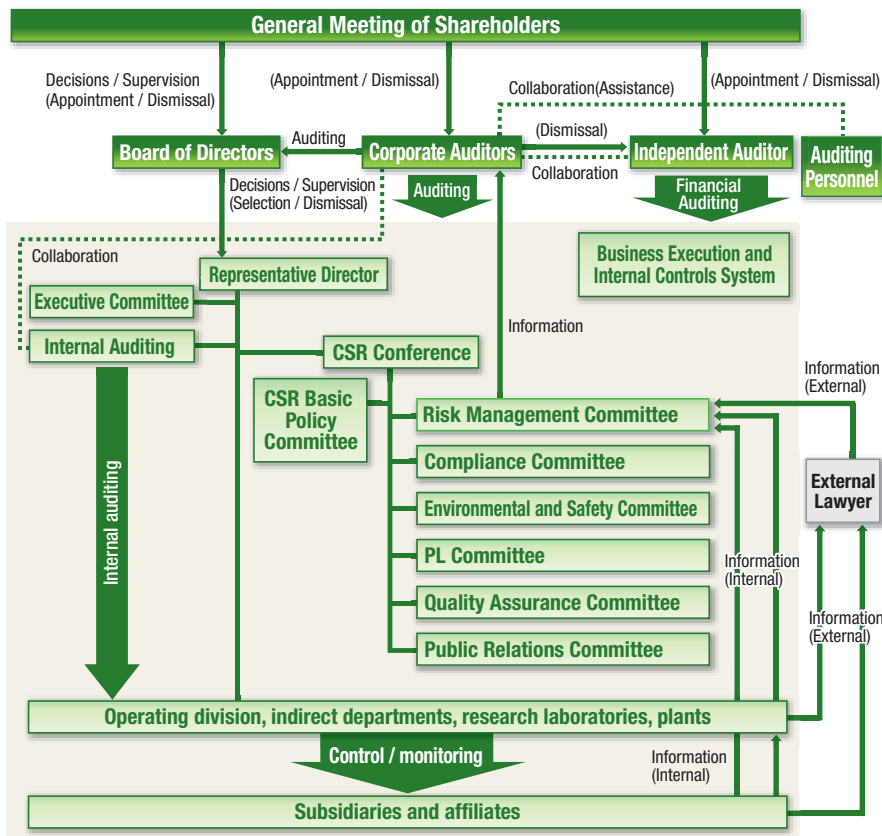 General Meeting of Shareholders
Decisions / Supervision
(Appointment / Dismissal)
(Appointment / Dismissal)
Collaboration(Assistance)
(Appointment / Dismissal)
(Dismissal)
Board of Directors
Auditing
Corporate Auditors
Independent Auditor
Auditing
Personnel
Collaboration
Decisions / Supervision
(Selection / Dismissal)
Auditing
Financial
Auditing
Collaboration
Representative Director
Business Execution and
Internal Controls System
Executive Committee
Information
Internal Auditing
CSR Conference
Information
(External)
CSR Basic
Policy
Committee
Risk Management Committee
Compliance Committee
External
Lawyer
Environmental and Safety Committee
Internal auditing
PL Committee
Information
(Internal)
Quality Assurance Committee
Information
(External)
Public Relations Committee
Operating division, indirect departments, research laboratories, plants
Control / monitoring
Information
(Internal)
Subsidiaries and affiliates